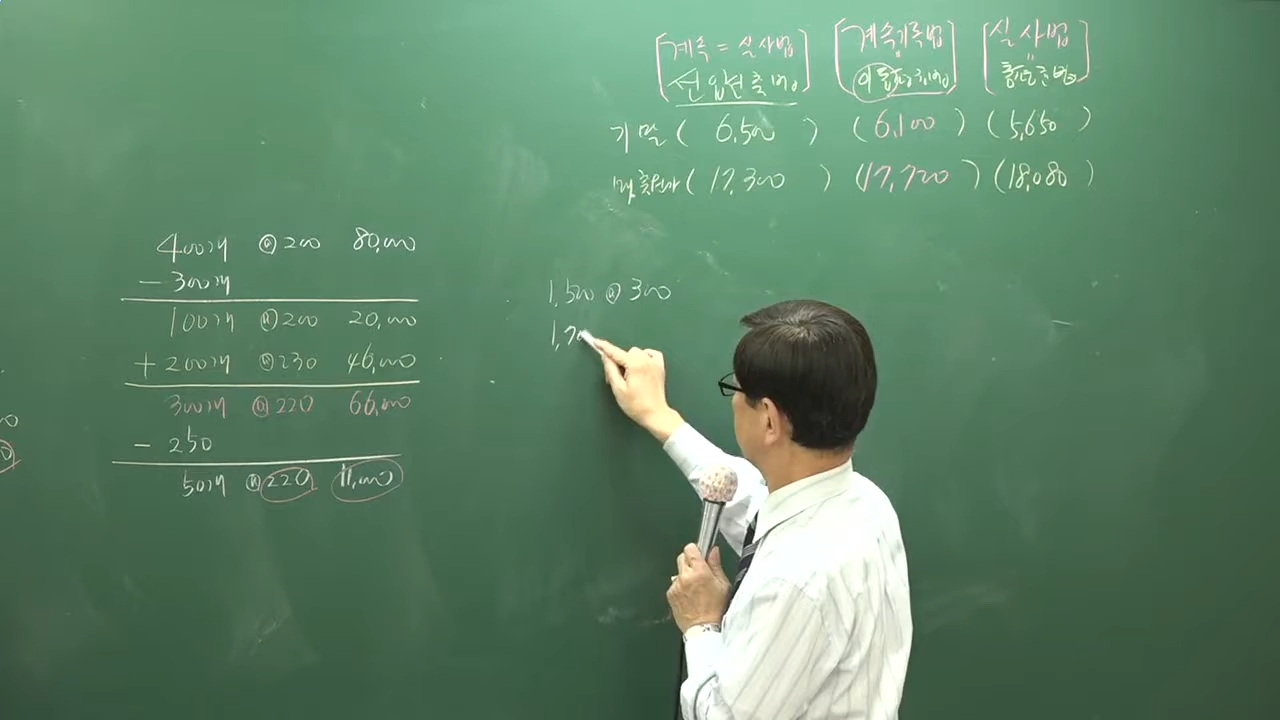 [계속 = 실사법] [계속기록법] [실사법]
선입선출법 이동평균법 총평균법
기말 ( 6,500 ) ( 6,100 ) ( 5,650 )
매출원가 ( 17,300 ) ( 17,720 ) ( 18,080 )
400개 @ 200 80,000
- 300개
100개 @ 200 20,000
+ 200개 @ 230 46,000
300개 @ 220 66,000
- 250
50개 @ 220 11,000
1,500 @ 300
1,70